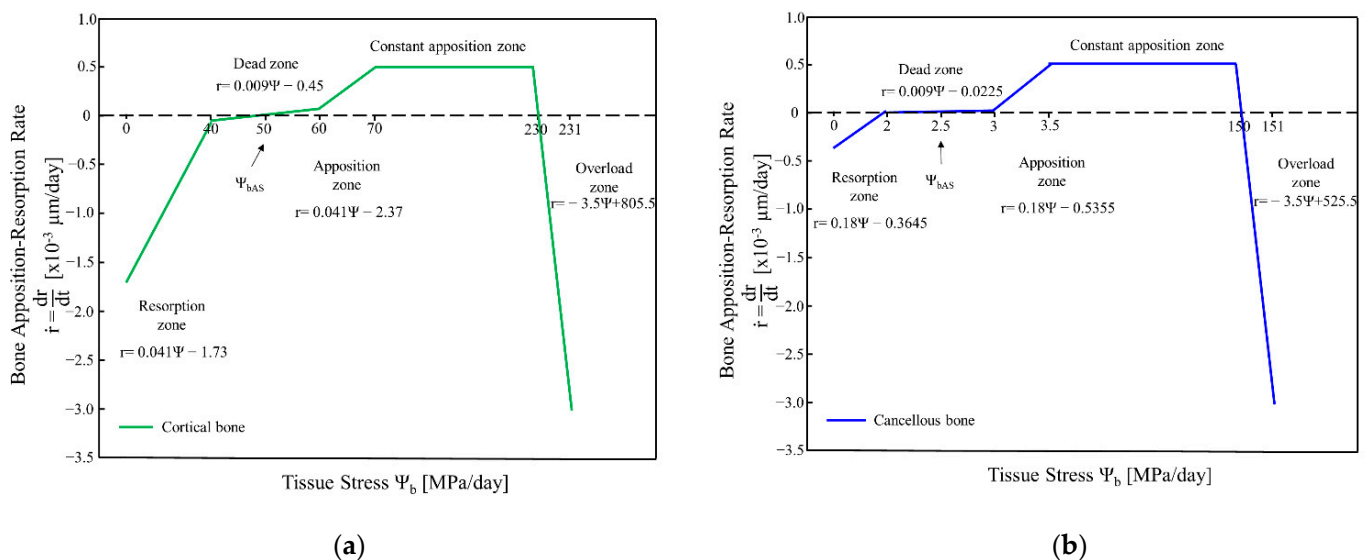 1.0
0.5
0
−0.5
−1.0
−1.5
−2.0
−2.5
−3.0
−3.5
Bone Apposition-Resorption Rate
ṙ = dr/dt [x10⁻³ μm/day]
Constant apposition zone
Dead zone
r= 0.009Ψ − 0.45
0 40 50 60 70 230 231
ΨbAS
Apposition
zone
r= 0.041Ψ − 2.37
Overload
zone
r= − 3.5Ψ+805.5
Resorption
zone
r= 0.041Ψ − 1.73
Cortical bone
Tissue Stress Ψb [MPa/day]
(a)
1.0
0.5
0
−0.5
−1.0
−1.5
−2.0
−2.5
−3.0
−3.5
Bone Apposition-Resorption Rate
ṙ = dr/dt [x10⁻³ μm/day]
Constant apposition zone
Dead zone
r= 0.009Ψ − 0.0225
0 2 2.5 3 3.5 150 151
Resorption
zone
r= 0.18Ψ − 0.3645
ΨbAS
Apposition
zone
r= 0.18Ψ − 0.5355
Overload
zone
r= − 3.5Ψ+525.5
Cancellous bone
Tissue Stress Ψb [MPa/day]
(b)